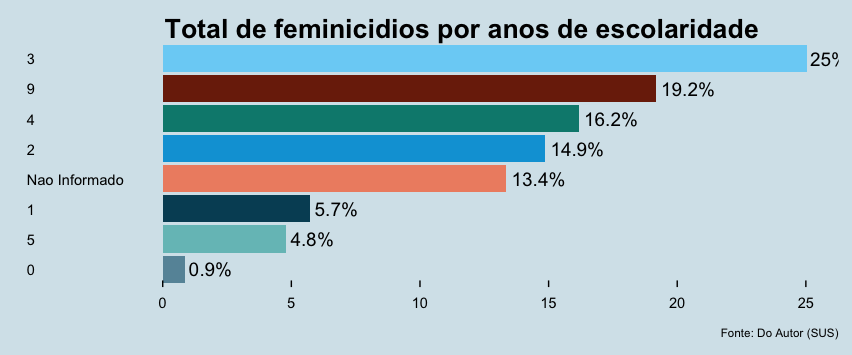 Total de feminicidios por anos de escolaridade
3 25%
9 19.2%
4 16.2%
2 14.9%
Nao Informado 13.4%
1 5.7%
5 4.8%
0 0.9%
0 5 10 15 20 25
Fonte: Do Autor (SUS)